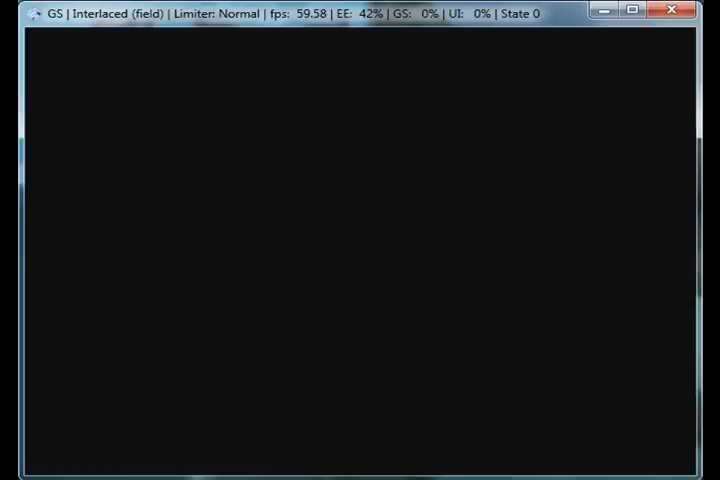 GS | Interlaced (field) | Limiter: Normal | fps: 59.58 | EE: 42% | GS: 0% | UI: 0% | State 0